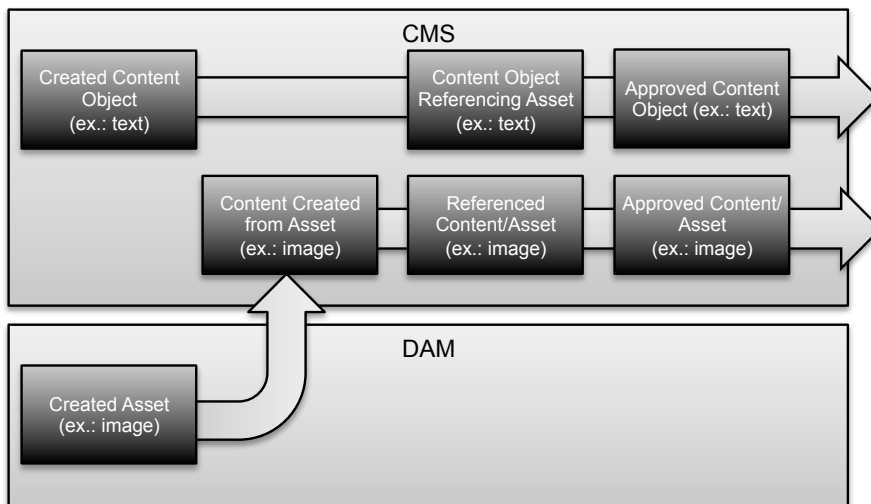 CMS
Created Content
Object
(ex.: text)
Content Object
Referencing Asset
(ex.: text)
Approved Content
Object (ex.: text)
Content Created
from Asset
(ex.: image)
Referenced
Content/Asset
(ex.: image)
Approved Content/
Asset
(ex.: image)
DAM
Created Asset
(ex.: image)